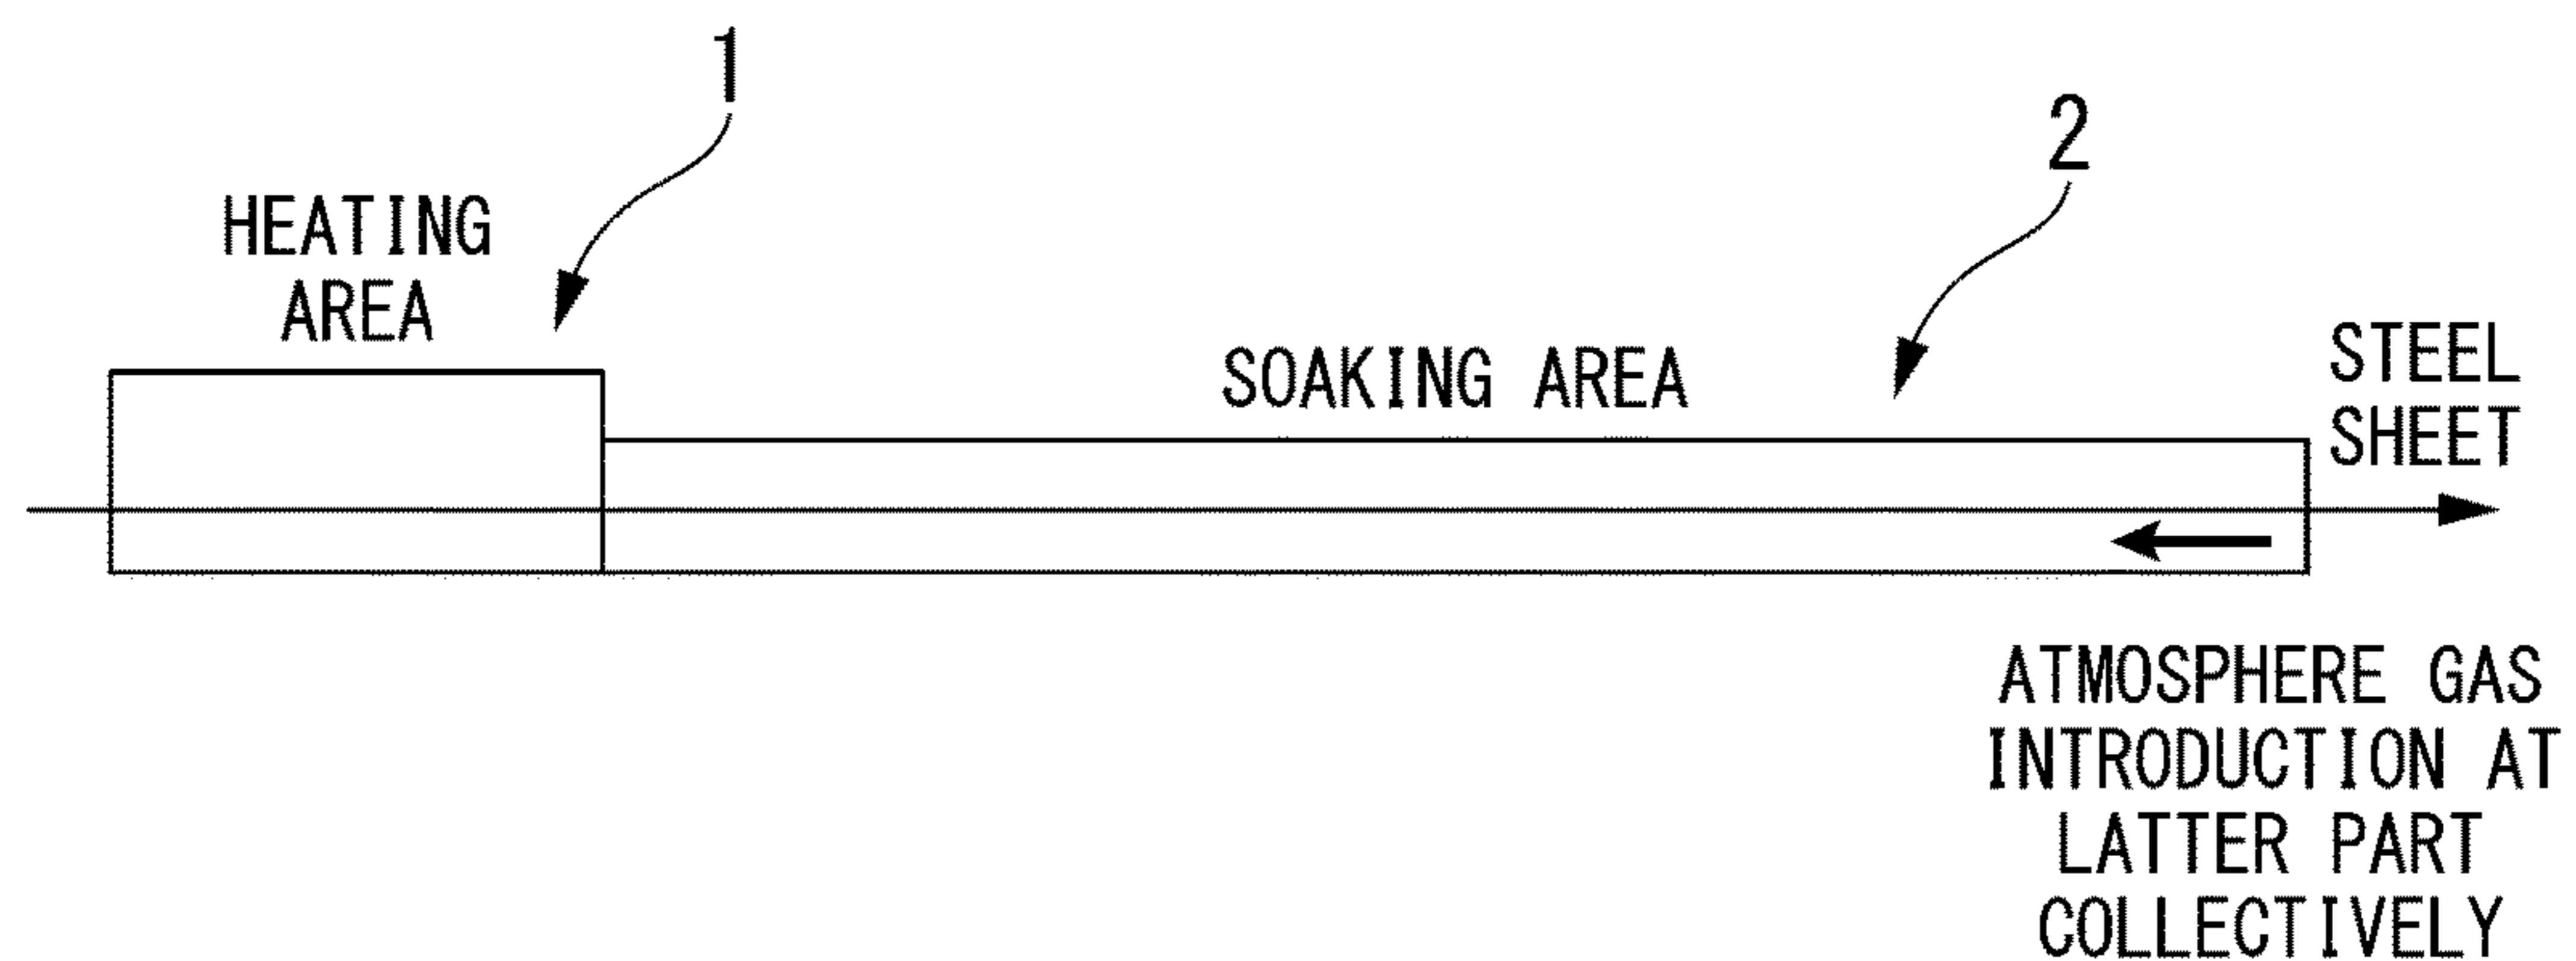 1
2
HEATING
AREA
SOAKING AREA
STEEL
SHEET
ATMOSPHERE GAS
INTRODUCTION AT
LATTER PART
COLLECTIVELY